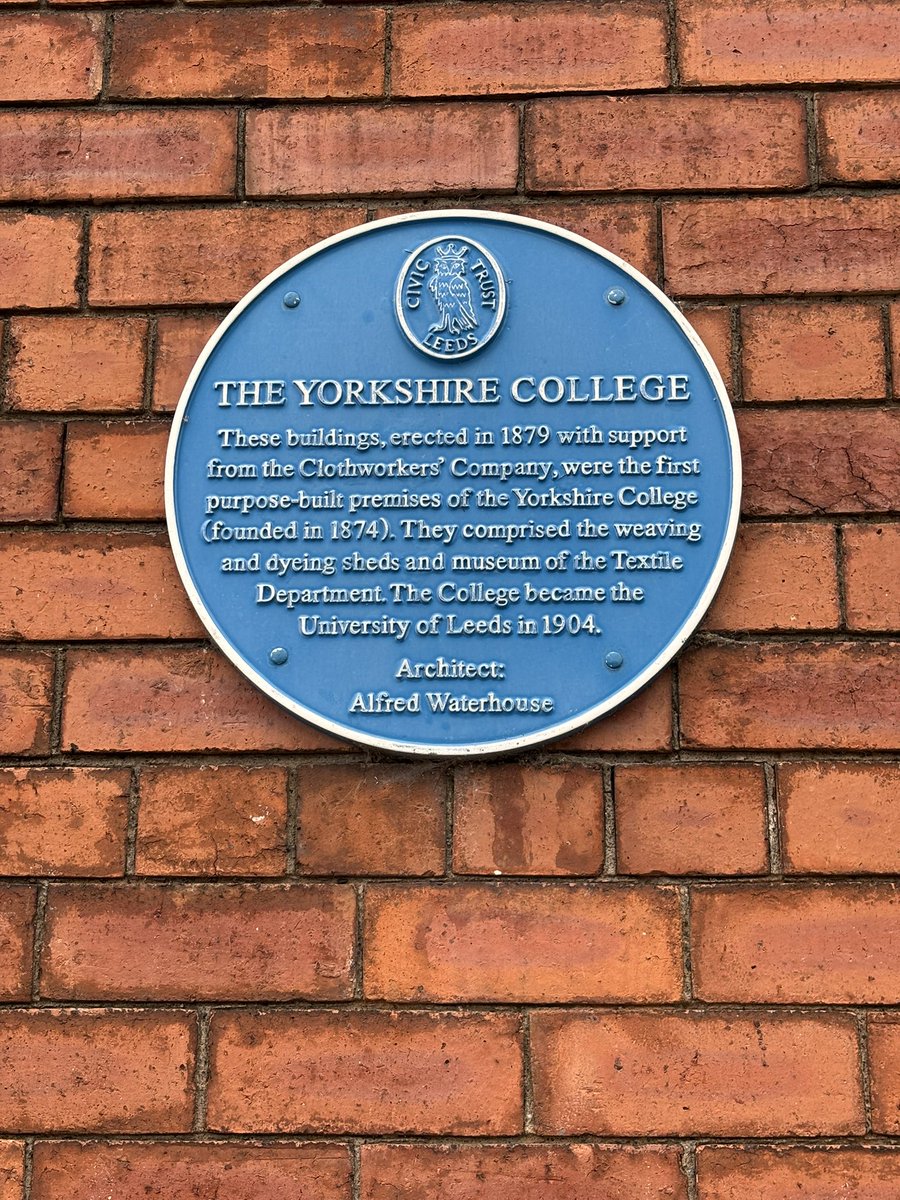 CIVIC TRUST
LEEDS
THE YORKSHIRE COLLEGE
These buildings, erected in 1879 with support
from the Clothworkers' Company, were the first
purpose-built premises of the Yorkshire College
(founded in 1874). They comprised the weaving
and dyeing sheds and museum of the Textile
Department. The College became the
University of Leeds in 1904.
Architect:
Alfred Waterhouse